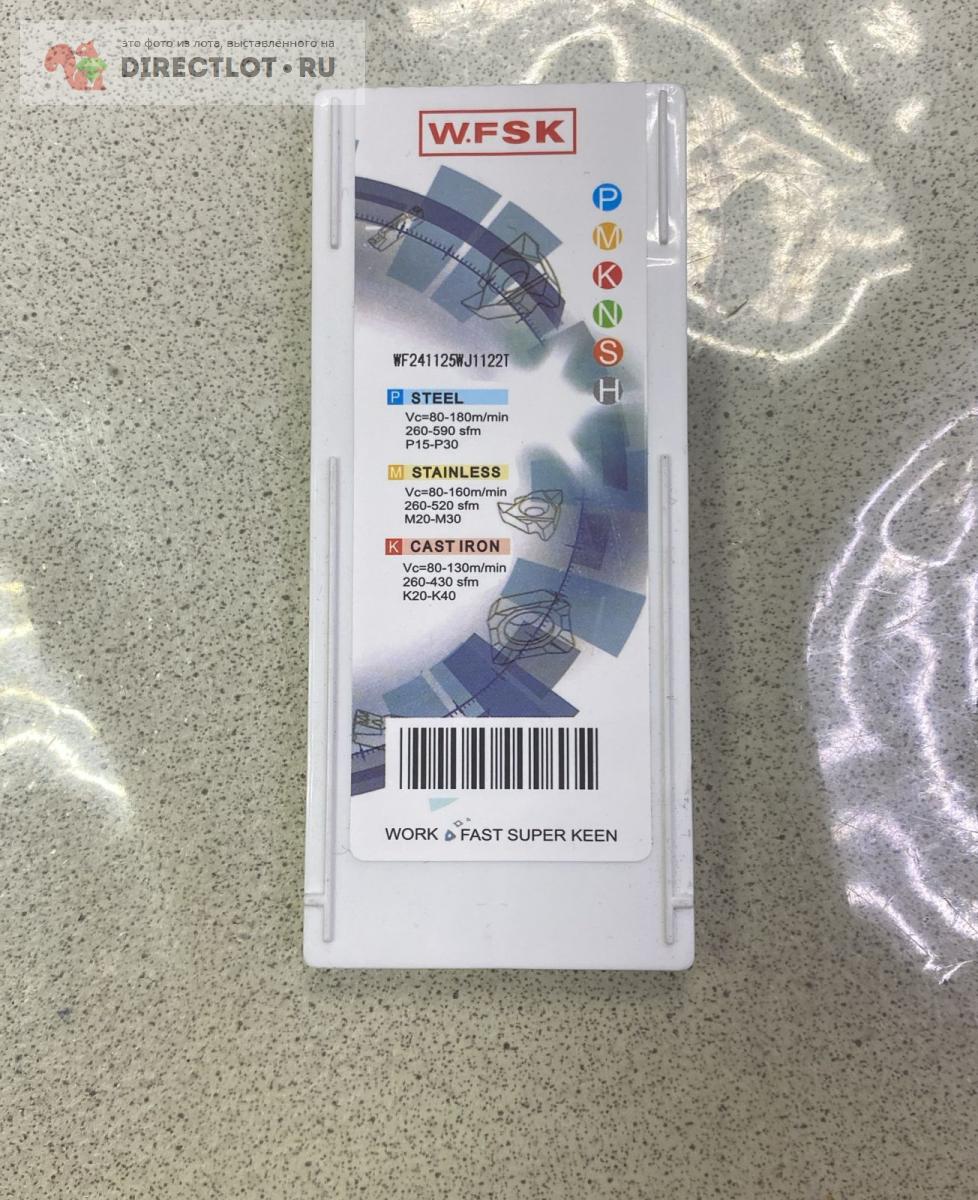 это фото из лота, выставленного на
DIRECTLOT.RU
W.FSK
P
M
K
N
S
H
WF241125WJ1122T
P STEEL
Vc=80-180m/min
260-590 sfm
P15-P30
M STAINLESS
Vc=80-160m/min
260-520 sfm
M20-M30
K CAST IRON
Vc=80-130m/min
260-430 sfm
K20-K40
WORK FAST SUPER KEEN